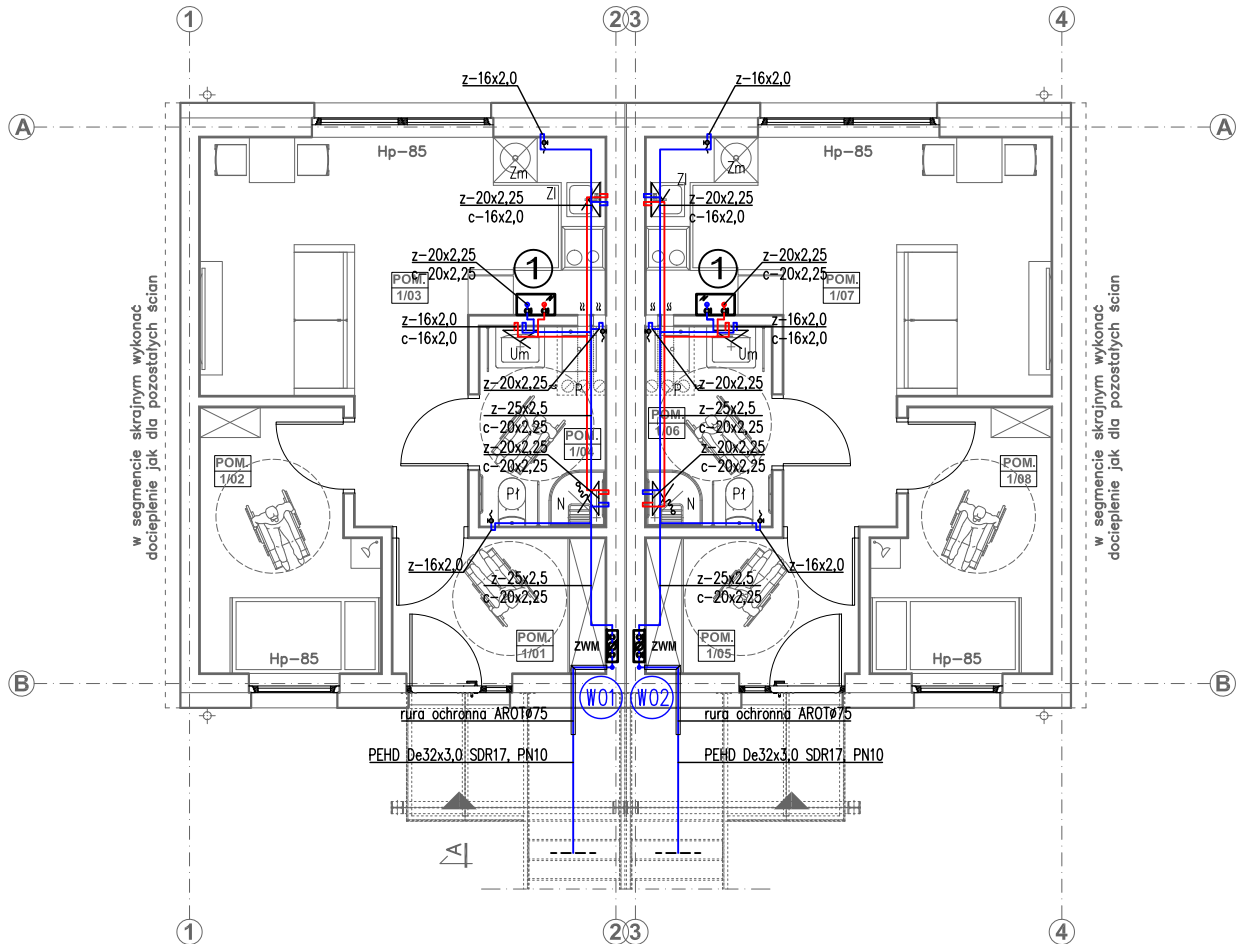 1
2
3
4
z-16x2,0
z-16x2,0
A
A
Hp-85
Hp-85
Zm
Zm
Zl
Zl
z-20x2,25
c-16x2,0
z-20x2,25
c-16x2,0
z-20x2,25
c-20x2,25
1
1
z-20x2,25
c-20x2,25
POM.
1/03
POM.
1/07
z-16x2,0
c-16x2,0
z-16x2,0
c-16x2,0
Um
Um
w segmencie skrajnym wykonać
docieplenie jak dla pozostałych ścian
w segmencie skrajnym wykonać
docieplenie jak dla pozostałych ścian
z-20x2,25
P
P
z-20x2,25
z-25x2,5
c-20x2,25
z-25x2,5
c-20x2,25
POM.
1/04
POM.
1/06
z-20x2,25
c-20x2,25
z-20x2,25
c-20x2,25
POM.
1/02
POM.
1/08
Pł
N
N
Pł
z-16x2,0
z-16x2,0
z-25x2,5
c-20x2,25
z-25x2,5
c-20x2,25
POM.
1/01
ZWM
ZWM
POM.
1/05
Hp-85
Hp-85
B
B
W01
W02
rura ochronna AROTø75
rura ochronna AROTø75
PEHD De32x3,0 SDR17, PN10
PEHD De32x3,0 SDR17, PN10
A
1
2
3
4